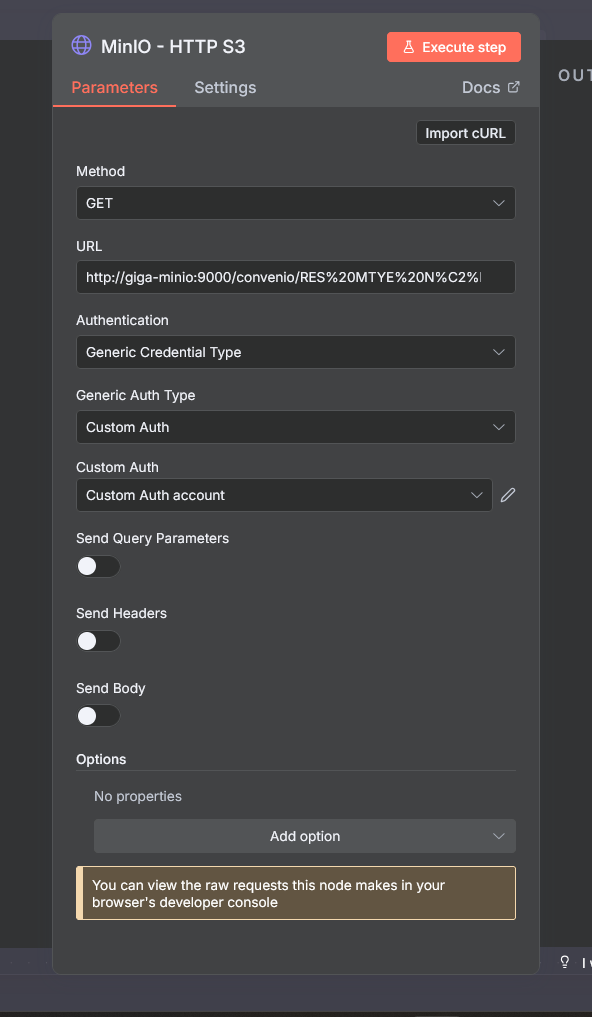 MinIO - HTTP S3
Execute step
OUT
Parameters
Settings
Docs
Import cURL
Method
GET
URL
http://giga-minio:9000/convenio/RES%20MTYE%20N%C2%
Authentication
Generic Credential Type
Generic Auth Type
Custom Auth
Custom Auth
Custom Auth account
Send Query Parameters
Send Headers
Send Body
Options
No properties
Add option
You can view the raw requests this node makes in your
browser's developer console
I